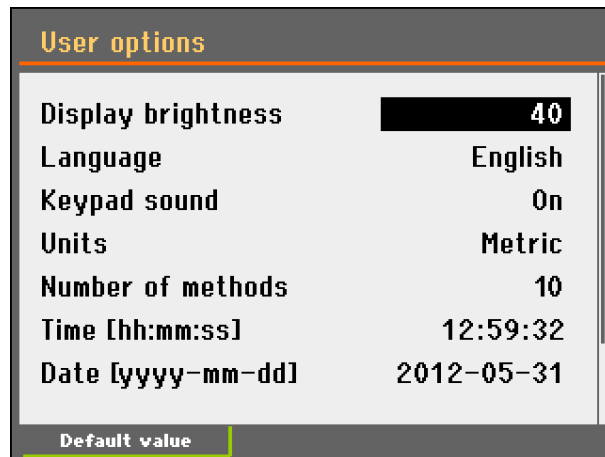 User options
Display brightness 40
Language English
Keypad sound On
Units Metric
Number of methods 10
Time [hh:mm:ss] 12:59:32
Date [yyyy-mm-dd] 2012-05-31
Default value